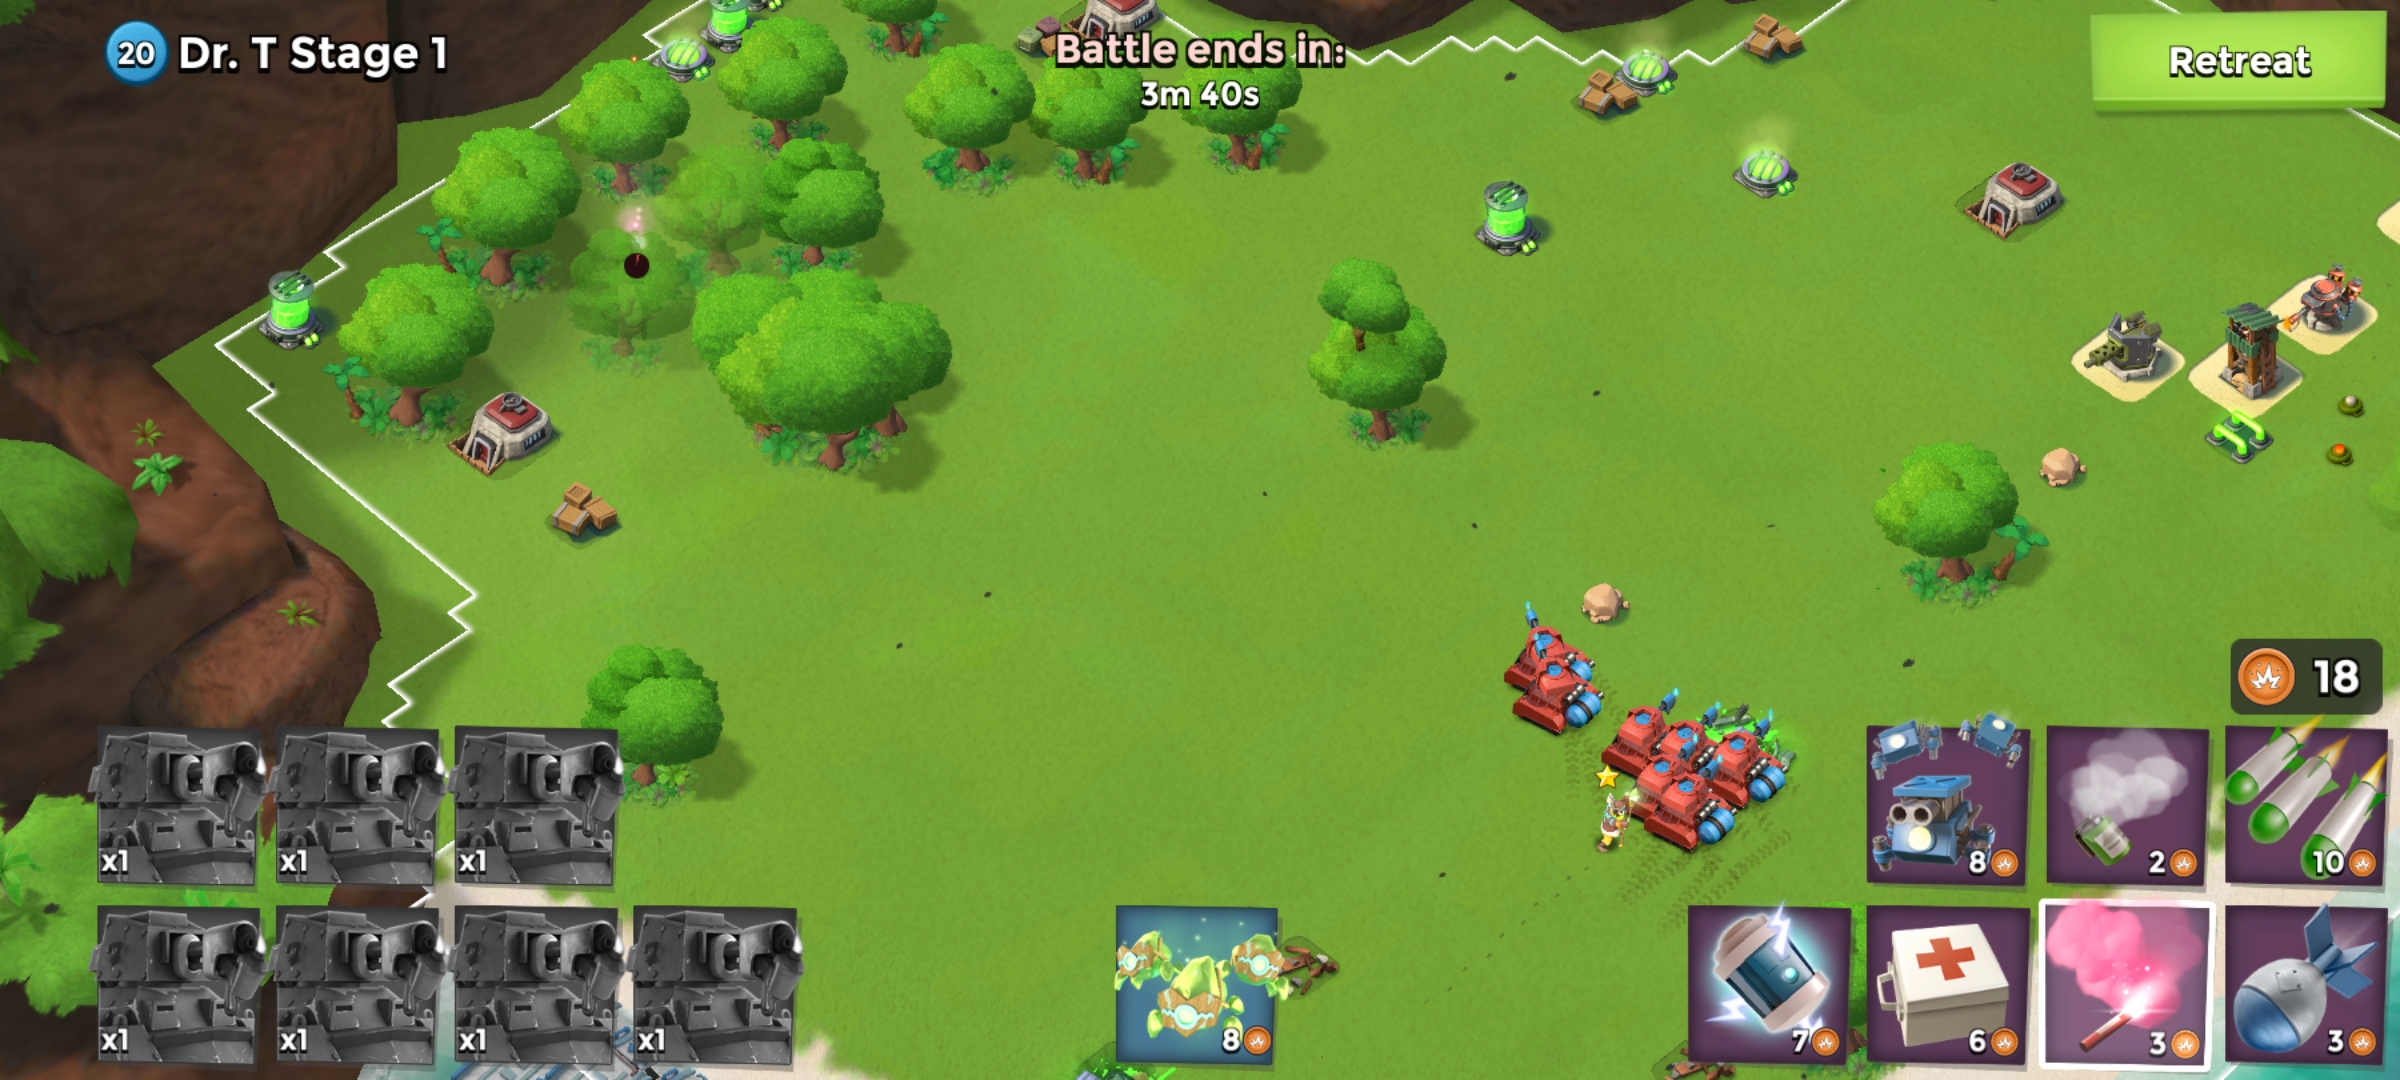 20 Dr. T Stage 1
Battle ends in:
3m 40s
Retreat
18
x1
x1
x1
8
2
10
x1
x1
x1
x1
8
7
6
3
3